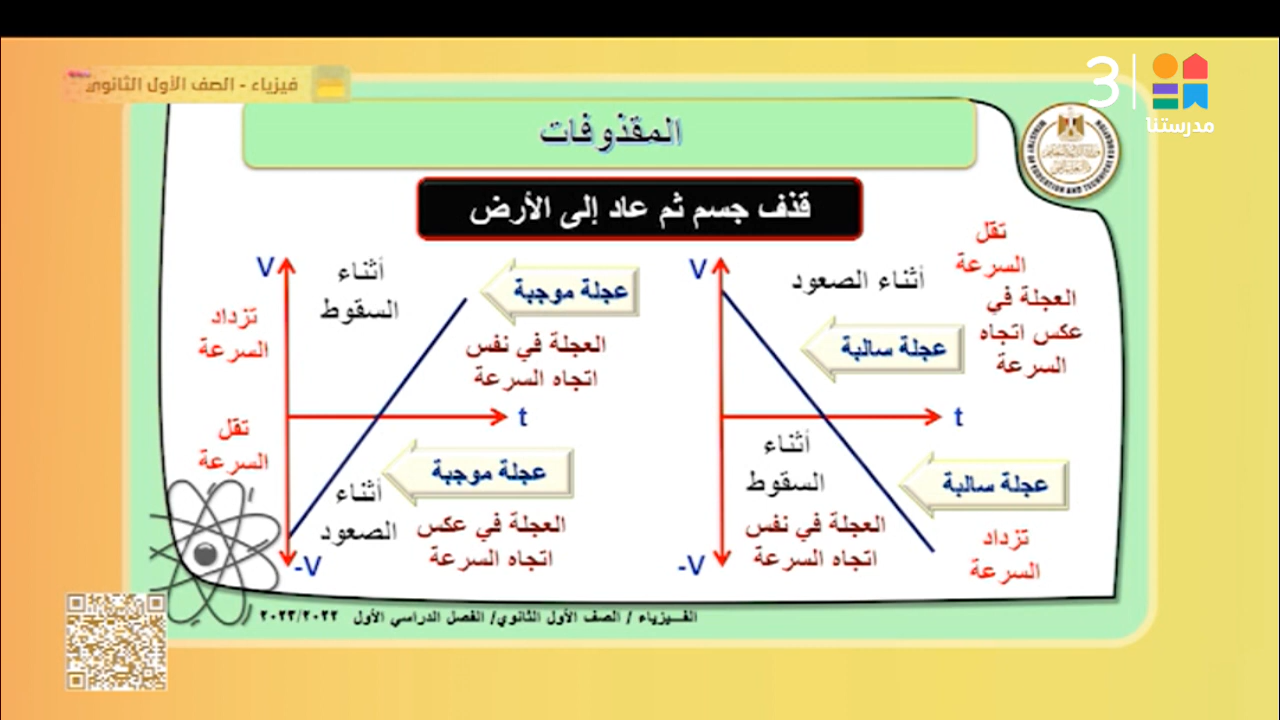 فيزياء - الصف الأول الثانوي
3
مدرستنا
المقذوفات
قذف جسم ثم عاد إلى الأرض
تقل
السرعة
العجلة في
عكس اتجاه
السرعة
أثناء الصعود
V
عجلة سالبة
t
أثناء
السقوط
عجلة سالبة
العجلة في نفس
اتجاه السرعة
تزداد
السرعة
-V
V
أثناء
السقوط
عجلة موجبة
تزداد
السرعة
العجلة في نفس
اتجاه السرعة
t
تقل
السرعة
عجلة موجبة
أثناء
الصعود
العجلة في عكس
اتجاه السرعة
-V
الفـــيزياء / الصف الأول الثانوي/ الفصل الدراسي الأول ٢٠٢٣/٢٠٢٢